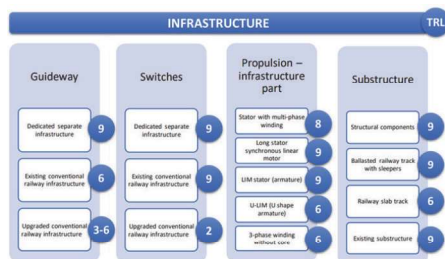 INFRASTRUCTURE
TRL
Guideway
Dedicated separate
infrastructure
9
Existing conventional
railway infrastructure
6
Upgraded conventional
railway infrastructure
3-6
Switches
Dedicated separate
infrastructure
9
Existing conventional
railway infrastructure
9
Upgraded conventional
railway infrastructure
2
Propulsion –
infrastructure
part
Stator with multi-phase
winding
8
Long stator
synchronous linear
motor
9
LIM stator (armature)
9
U-LIM (U shape
armature)
6
3-phase winding
without core
6
Substructure
Structural components
9
Ballasted railway track
with sleepers
9
Railway slab track
6
Existing substructure
9